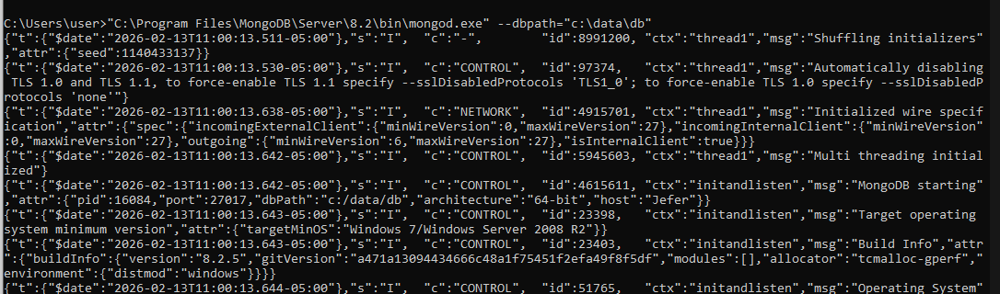 C:\Users\user>"C:\Program Files\MongoDB\Server\8.2\bin\mongod.exe" --dbpath="c:\data\db"
{"t":{"$date":"2026-02-13T11:00:13.511-05:00"},"s":"I",  "c":"-",        "id":8991200, "ctx":"thread1","msg":"Shuffling initializers"
,"attr":{"seed":1140433137}}
{"t":{"$date":"2026-02-13T11:00:13.530-05:00"},"s":"I",  "c":"CONTROL",  "id":97374,   "ctx":"thread1","msg":"Automatically disabling
 TLS 1.0 and TLS 1.1, to force-enable TLS 1.1 specify --sslDisabledProtocols 'TLS1_0'; to force-enable TLS 1.0 specify --sslDisabledP
rotocols 'none'"}
{"t":{"$date":"2026-02-13T11:00:13.638-05:00"},"s":"I",  "c":"NETWORK",  "id":4915701, "ctx":"thread1","msg":"Initialized wire specif
ication","attr":{"spec":{"incomingExternalClient":{"minWireVersion":0,"maxWireVersion":27},"incomingInternalClient":{"minWireVersion"
:0,"maxWireVersion":27},"outgoing":{"minWireVersion":6,"maxWireVersion":27},"isInternalClient":true}}}
{"t":{"$date":"2026-02-13T11:00:13.642-05:00"},"s":"I",  "c":"CONTROL",  "id":5945603, "ctx":"thread1","msg":"Multi threading initial
ized"}
{"t":{"$date":"2026-02-13T11:00:13.642-05:00"},"s":"I",  "c":"CONTROL",  "id":4615611, "ctx":"initandlisten","msg":"MongoDB starting"
,"attr":{"pid":16084,"port":27017,"dbPath":"c:/data/db","architecture":"64-bit","host":"Jefer"}}
{"t":{"$date":"2026-02-13T11:00:13.643-05:00"},"s":"I",  "c":"CONTROL",  "id":23398,   "ctx":"initandlisten","msg":"Target operating
system minimum version","attr":{"targetMinOS":"Windows 7/Windows Server 2008 R2"}}
{"t":{"$date":"2026-02-13T11:00:13.643-05:00"},"s":"I",  "c":"CONTROL",  "id":23403,   "ctx":"initandlisten","msg":"Build Info","attr
":{"buildInfo":{"version":"8.2.5","gitVersion":"a471a13094434666c48a1f75451f2efa49f8f5df","modules":[],"allocator":"tcmalloc-gperf","
environment":{"distmod":"windows"}}}}
{"t":{"$date":"2026-02-13T11:00:13.644-05:00"},"s":"I",  "c":"CONTROL",  "id":51765,   "ctx":"initandlisten","msg":"Operating System"